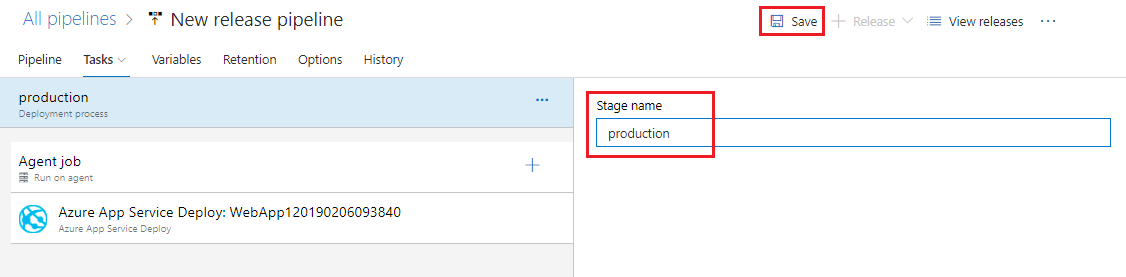 All pipelines > New release pipeline
Save
Release
View releases
...
Pipeline
Tasks
Variables
Retention
Options
History
production
...
Deployment process
Stage name
production
Agent job
Run on agent
Azure App Service Deploy: WebApp120190206093840
Azure App Service Deploy